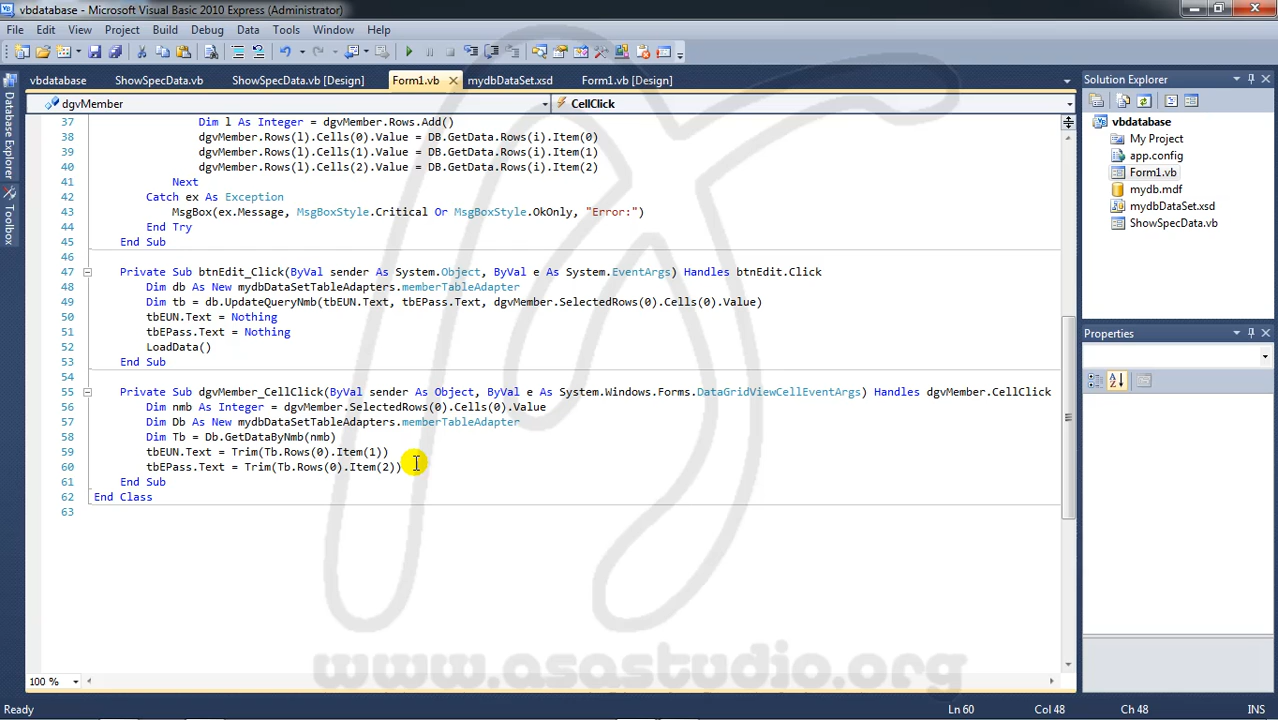 vbdatabase - Microsoft Visual Basic 2010 Express (Administrator)
File Edit View Project Build Debug Data Tools Window Help
vbdatabase ShowSpecData.vb ShowSpecData.vb [Design] Form1.vb mydbDataSet.xsd Form1.vb [Design]
dgvMember CellClick
Database Explorer
Toolbox
37 Dim l As Integer = dgvMember.Rows.Add()
38 dgvMember.Rows(l).Cells(0).Value = DB.GetData.Rows(i).Item(0)
39 dgvMember.Rows(l).Cells(1).Value = DB.GetData.Rows(i).Item(1)
40 dgvMember.Rows(l).Cells(2).Value = DB.GetData.Rows(i).Item(2)
41 Next
42 Catch ex As Exception
43 MsgBox(ex.Message, MsgBoxStyle.Critical Or MsgBoxStyle.OkOnly, "Error:")
44 End Try
45 End Sub
46
47 Private Sub btnEdit_Click(ByVal sender As System.Object, ByVal e As System.EventArgs) Handles btnEdit.Click
48 Dim db As New mydbDataSetTableAdapters.memberTableAdapter
49 Dim tb = db.UpdateQueryNmb(tbEUN.Text, tbEPass.Text, dgvMember.SelectedRows(0).Cells(0).Value)
50 tbEUN.Text = Nothing
51 tbEPass.Text = Nothing
52 LoadData()
53 End Sub
54
55 Private Sub dgvMember_CellClick(ByVal sender As Object, ByVal e As System.Windows.Forms.DataGridViewCellEventArgs) Handles dgvMember.CellClick
56 Dim nmb As Integer = dgvMember.SelectedRows(0).Cells(0).Value
57 Dim Db As New mydbDataSetTableAdapters.memberTableAdapter
58 Dim Tb = Db.GetDataByNmb(nmb)
59 tbEUN.Text = Trim(Tb.Rows(0).Item(1))
60 tbEPass.Text = Trim(Tb.Rows(0).Item(2))
61 End Sub
62 End Class
63
www.asastudio.org
100 %
Solution Explorer
vbdatabase
My Project
app.config
Form1.vb
mydb.mdf
mydbDataSet.xsd
ShowSpecData.vb
Properties
Ready Ln 60 Col 48 Ch 48 INS